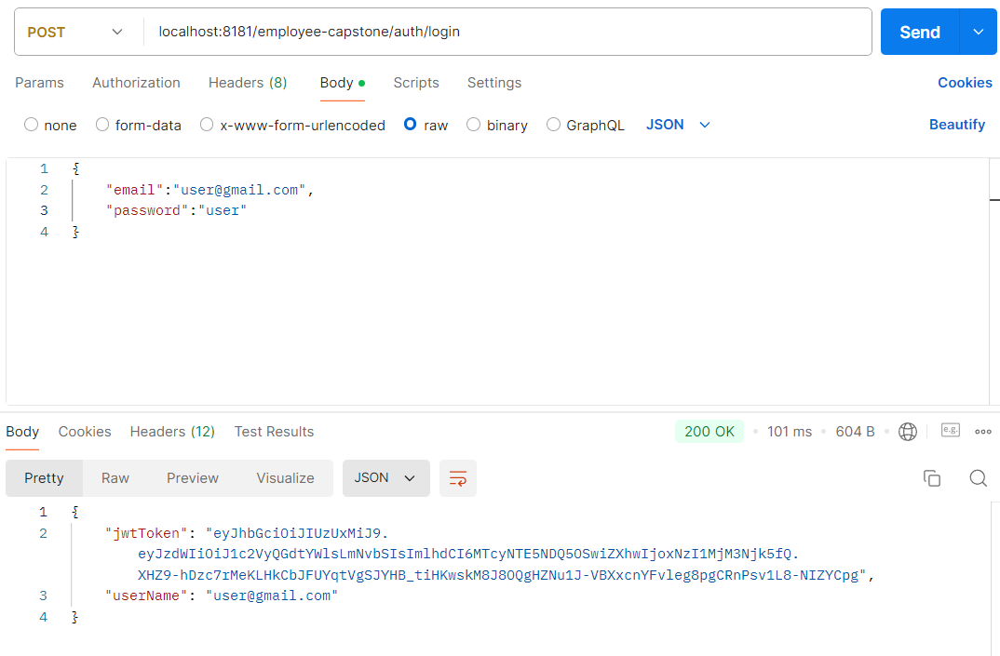 POST localhost:8181/employee-capstone/auth/login Send
Params Authorization Headers (8) Body Scripts Settings Cookies
none form-data x-www-form-urlencoded raw binary GraphQL JSON Beautify
1 {
2 "email":"user@gmail.com",
3 "password":"user"
4 }
Body Cookies Headers (12) Test Results 200 OK 101 ms 604 B e.g.
Pretty Raw Preview Visualize JSON
1 {
2 "jwtToken": "eyJhbGciOiJIUzUxMiJ9.
eyJzdWIiOiJ1c2VyQGdtYWlsLmNvbSIsImlhdCI6MTcyNTE5NDQ5OSwiZXhwIjoxNzI1MjM3Njk5fQ.
XHZ9-hDzc7rMeKLHkCbJFUYqtVgSJYHB_tiHKwskM8J8OQgHZNu1J-VBXxcnYFvleg8pgCRnPsv1L8-NIZYCpg",
3 "userName": "user@gmail.com"
4 }